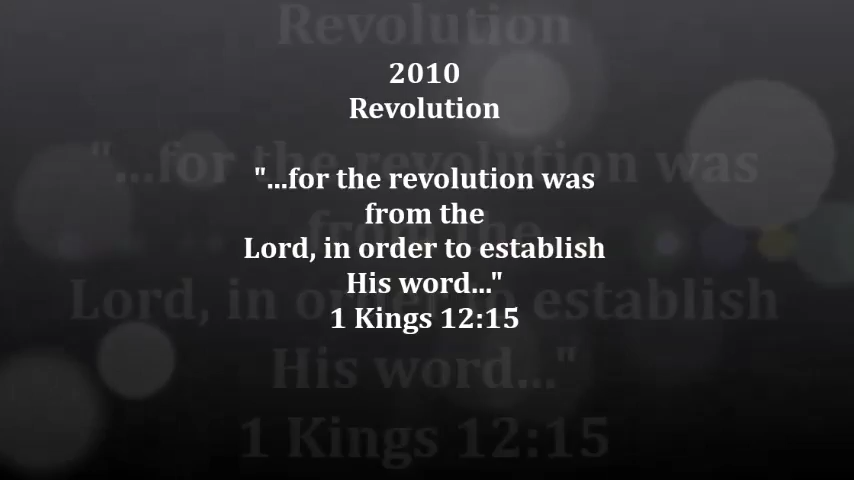 2010
Revolution
"...for the revolution was
from the
Lord, in order to establish
His word..."
1 Kings 12:15